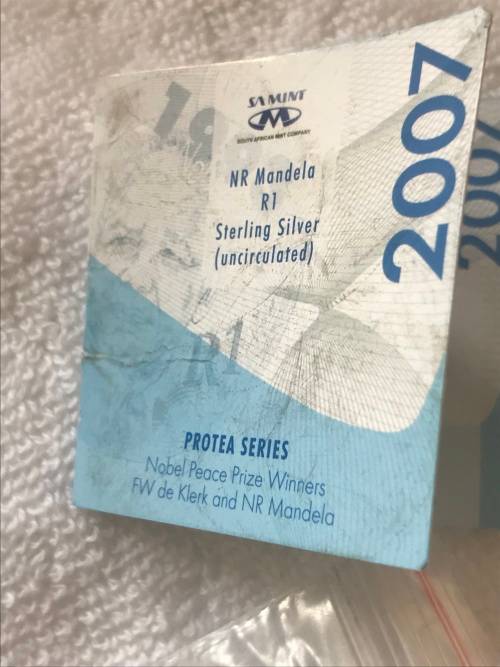 SA MINT
SOUTH AFRICAN MINT COMPANY
NR Mandela
R1
Sterling Silver
(uncirculated)
2007
R1
PROTEA SERIES
Nobel Peace Prize Winners
FW de Klerk and NR Mandela